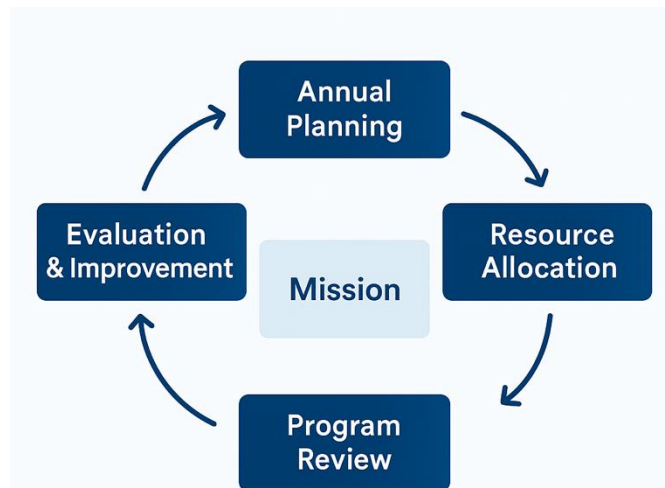 Annual
Planning
Evaluation
& Improvement
Mission
Resource
Allocation
Program
Review